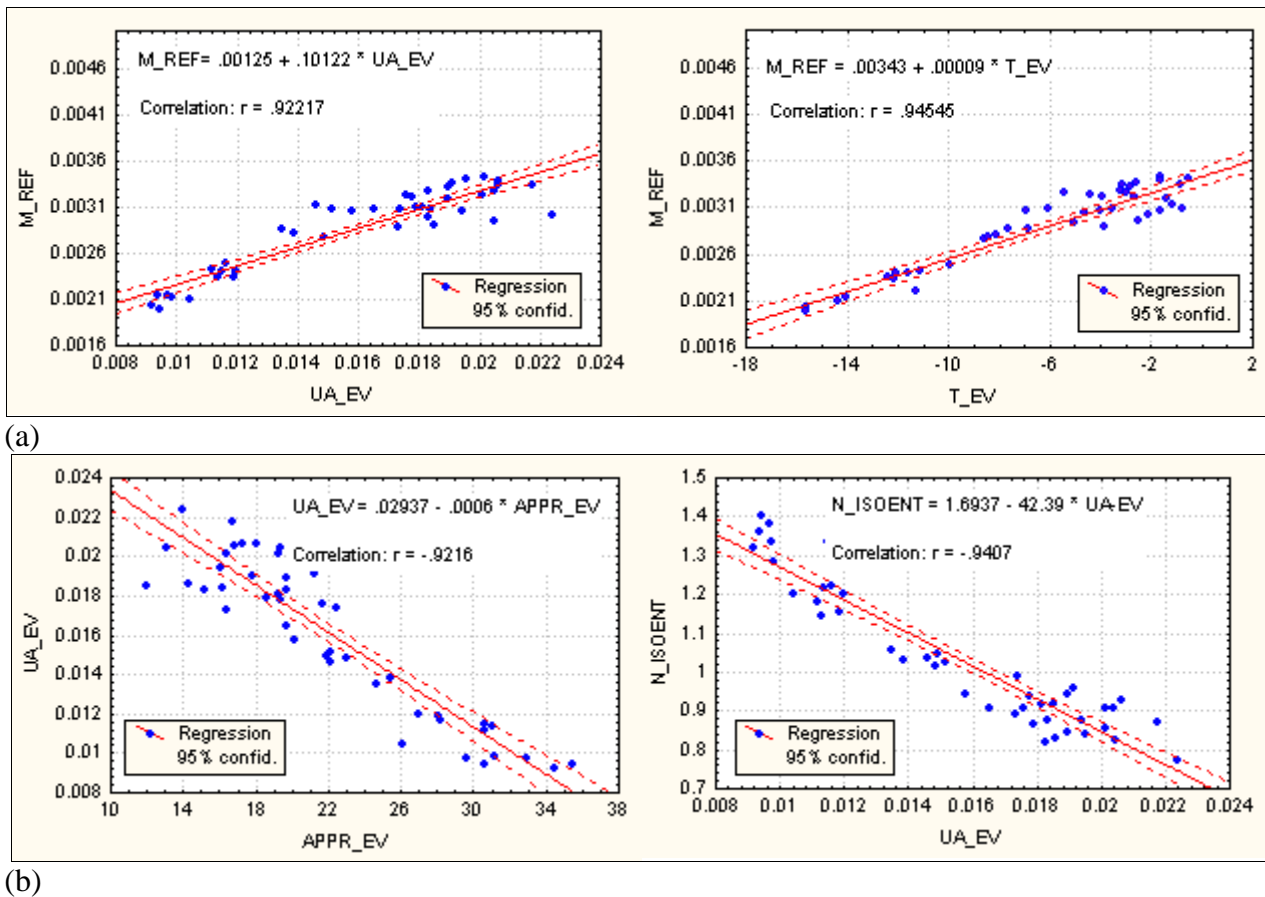 M_REF= .00125 + .10122 * UA_EV
Correlation: r = .92217
M_REF
0.0046
0.0041
0.0036
0.0031
0.0026
0.0021
0.0016
0.008 0.01 0.012 0.014 0.016 0.018 0.02 0.022 0.024
UA_EV
Regression
95% confid.
M_REF = .00343 + .00009 * T_EV
Correlation: r = .94545
M_REF
0.0046
0.0041
0.0036
0.0031
0.0026
0.0021
0.0016
-18 -14 -10 -6 -2 2
T_EV
Regression
95% confid.
(a)
UA_EV = .02937 - .0006 * APPR_EV
Correlation: r = -.9216
UA_EV
0.024
0.022
0.02
0.018
0.016
0.014
0.012
0.01
0.008
10 14 18 22 26 30 34 38
APPR_EV
Regression
95% confid.
N_ISOENT = 1.6937 - 42.39 * UA-EV
Correlation: r = -.9407
N_ISOENT
1.5
1.4
1.3
1.2
1.1
1
0.9
0.8
0.7
0.008 0.01 0.012 0.014 0.016 0.018 0.02 0.022 0.024
UA_EV
Regression
95% confid.
(b)